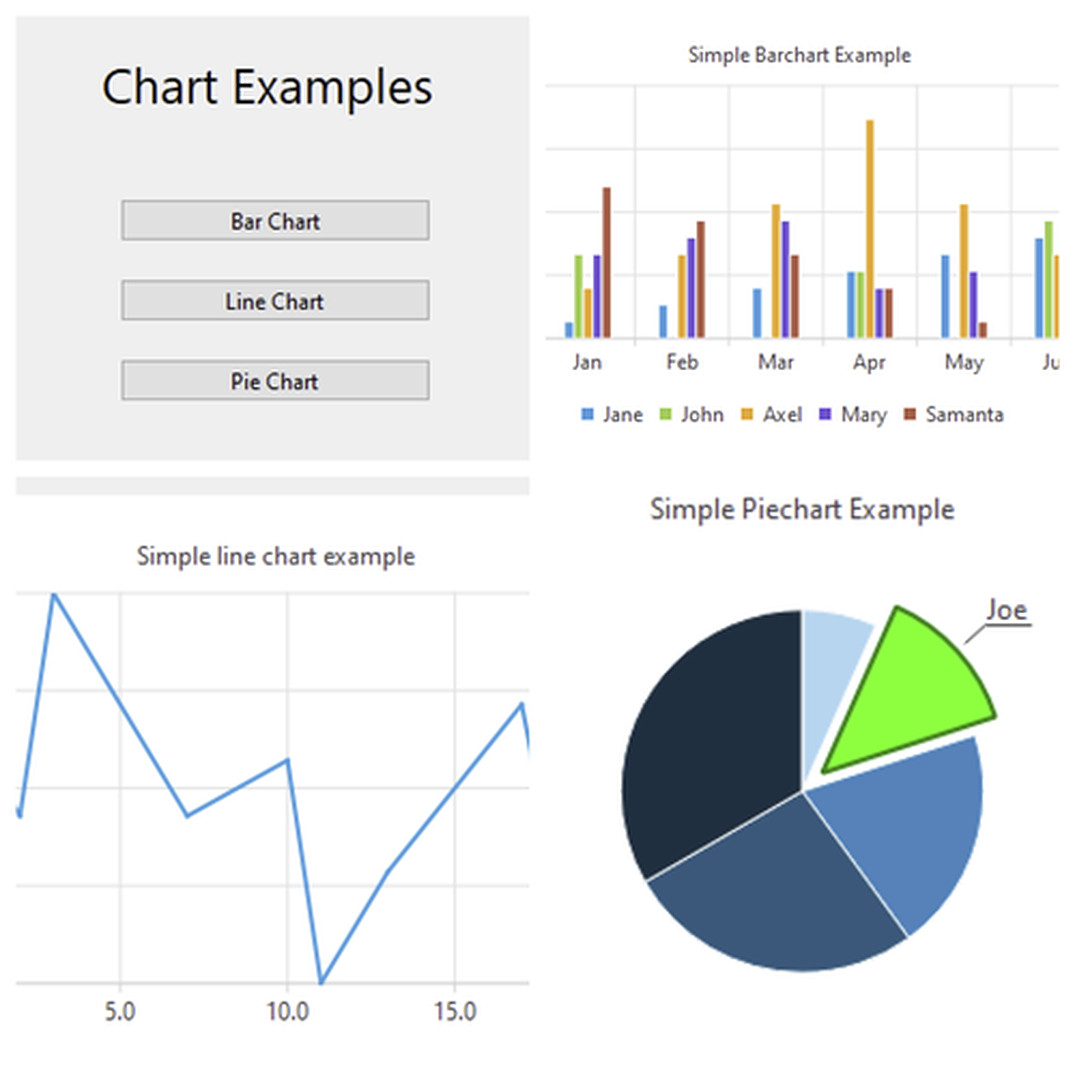 Chart Examples
Bar Chart
Line Chart
Pie Chart
Simple Barchart Example
Jan Feb Mar Apr May Ju
Jane John Axel Mary Samanta
Simple line chart example
5.0 10.0 15.0
Simple Piechart Example
Joe